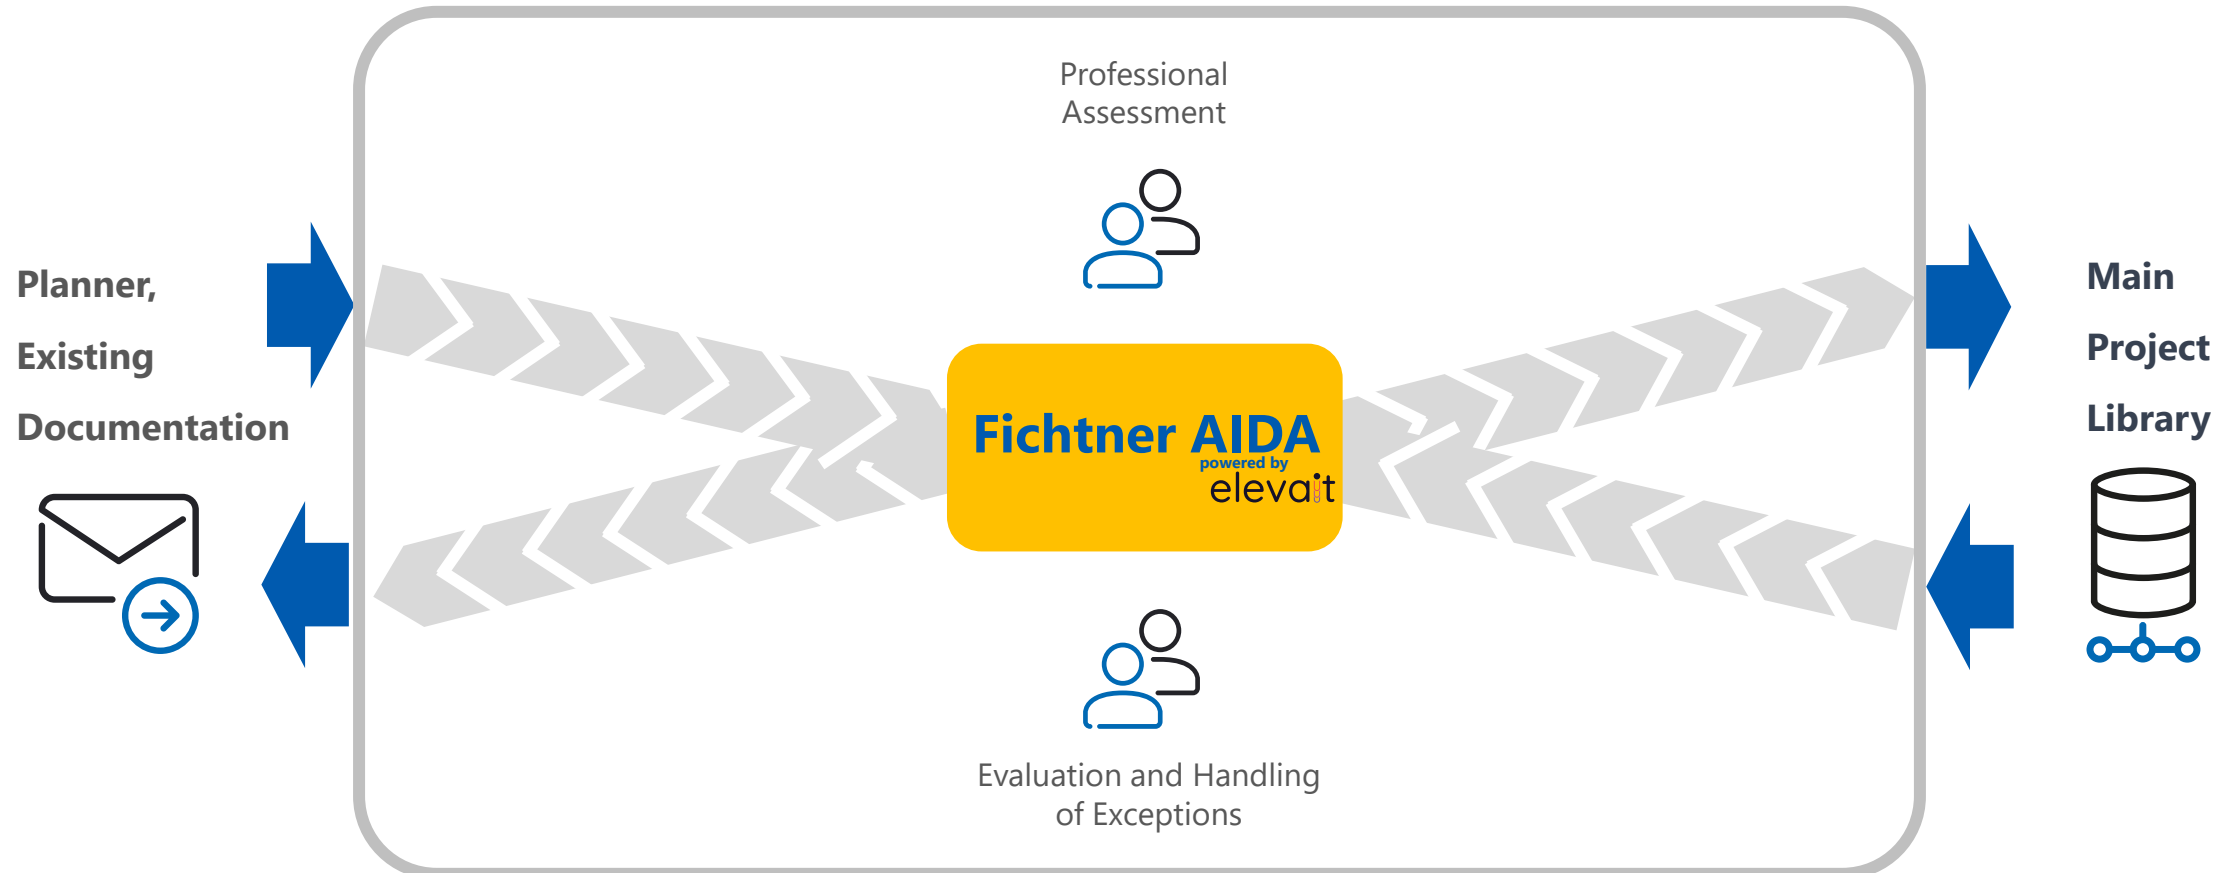 Professional
Assessment
Planner,
Existing
Documentation
Fichtner AIDA
powered by
elevait
Main
Project
Library
Evaluation and Handling
of Exceptions